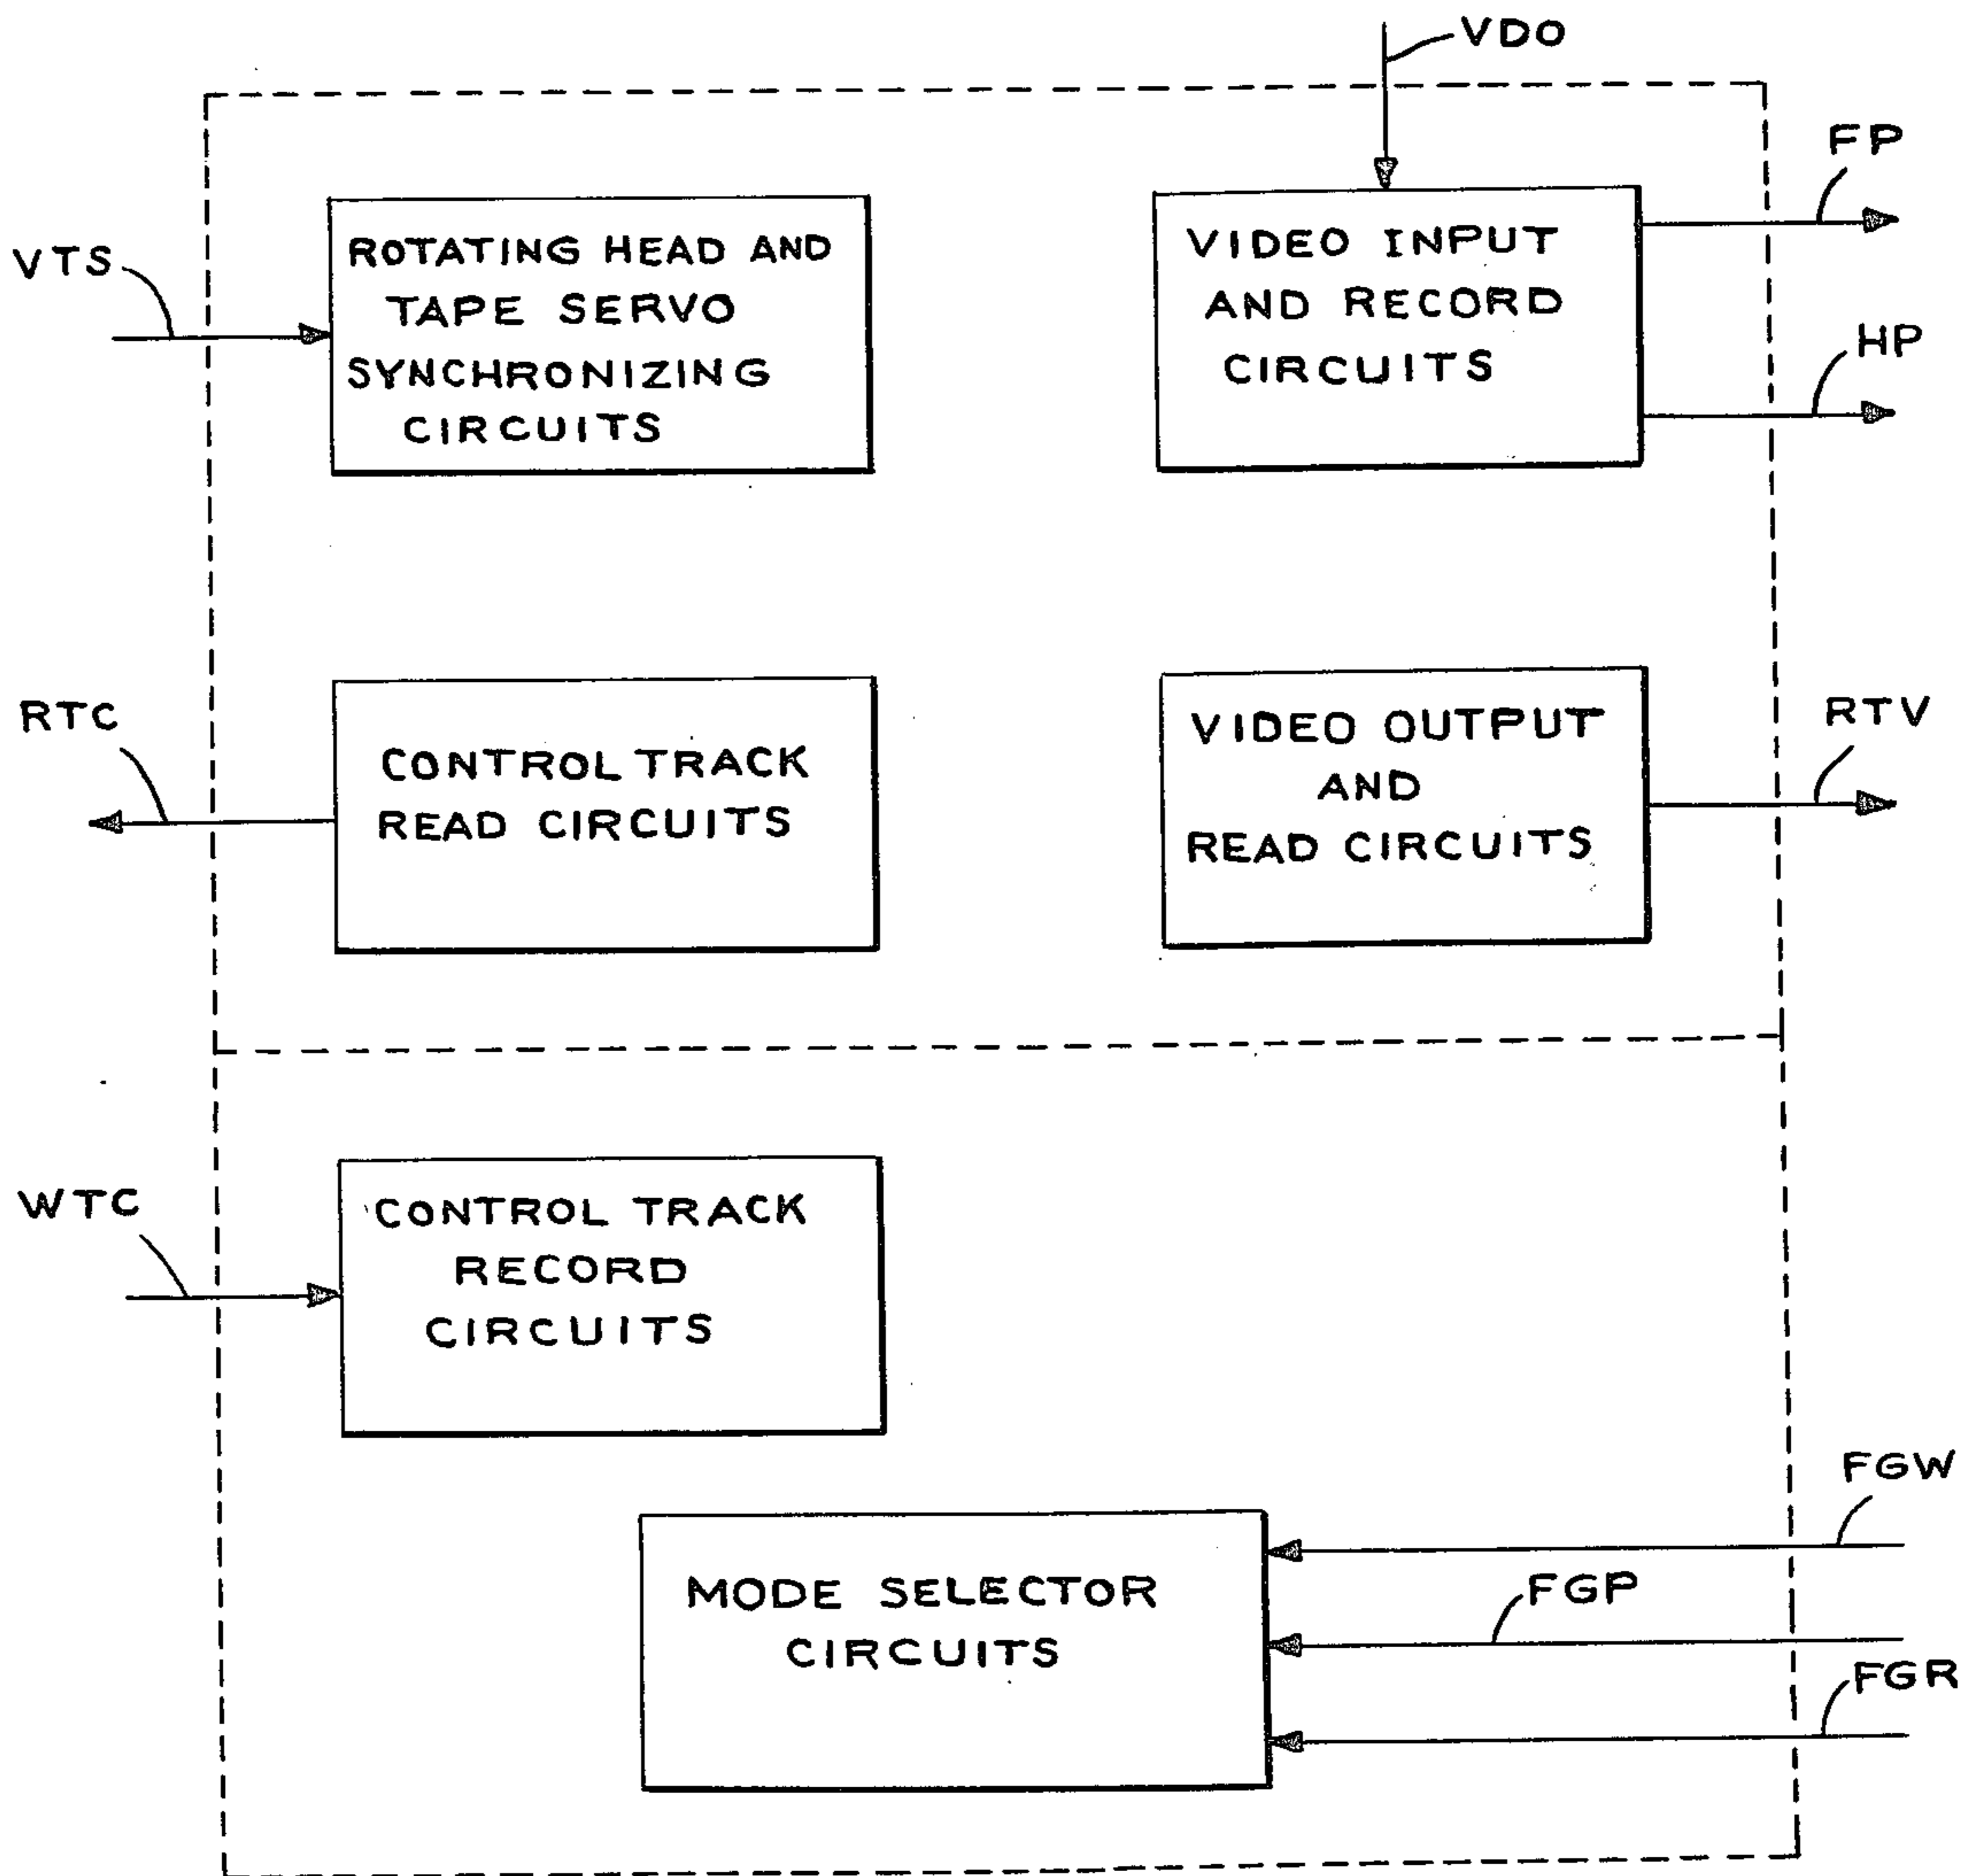 VDO
FP
VTS
ROTATING HEAD AND
TAPE SERVO
SYNCHRONIZING
CIRCUITS
VIDEO INPUT
AND RECORD
CIRCUITS
HP
RTC
CONTROL TRACK
READ CIRCUITS
VIDEO OUTPUT
AND
READ CIRCUITS
RTV
WTC
CONTROL TRACK
RECORD
CIRCUITS
FGW
MODE SELECTOR
CIRCUITS
FGP
FGR